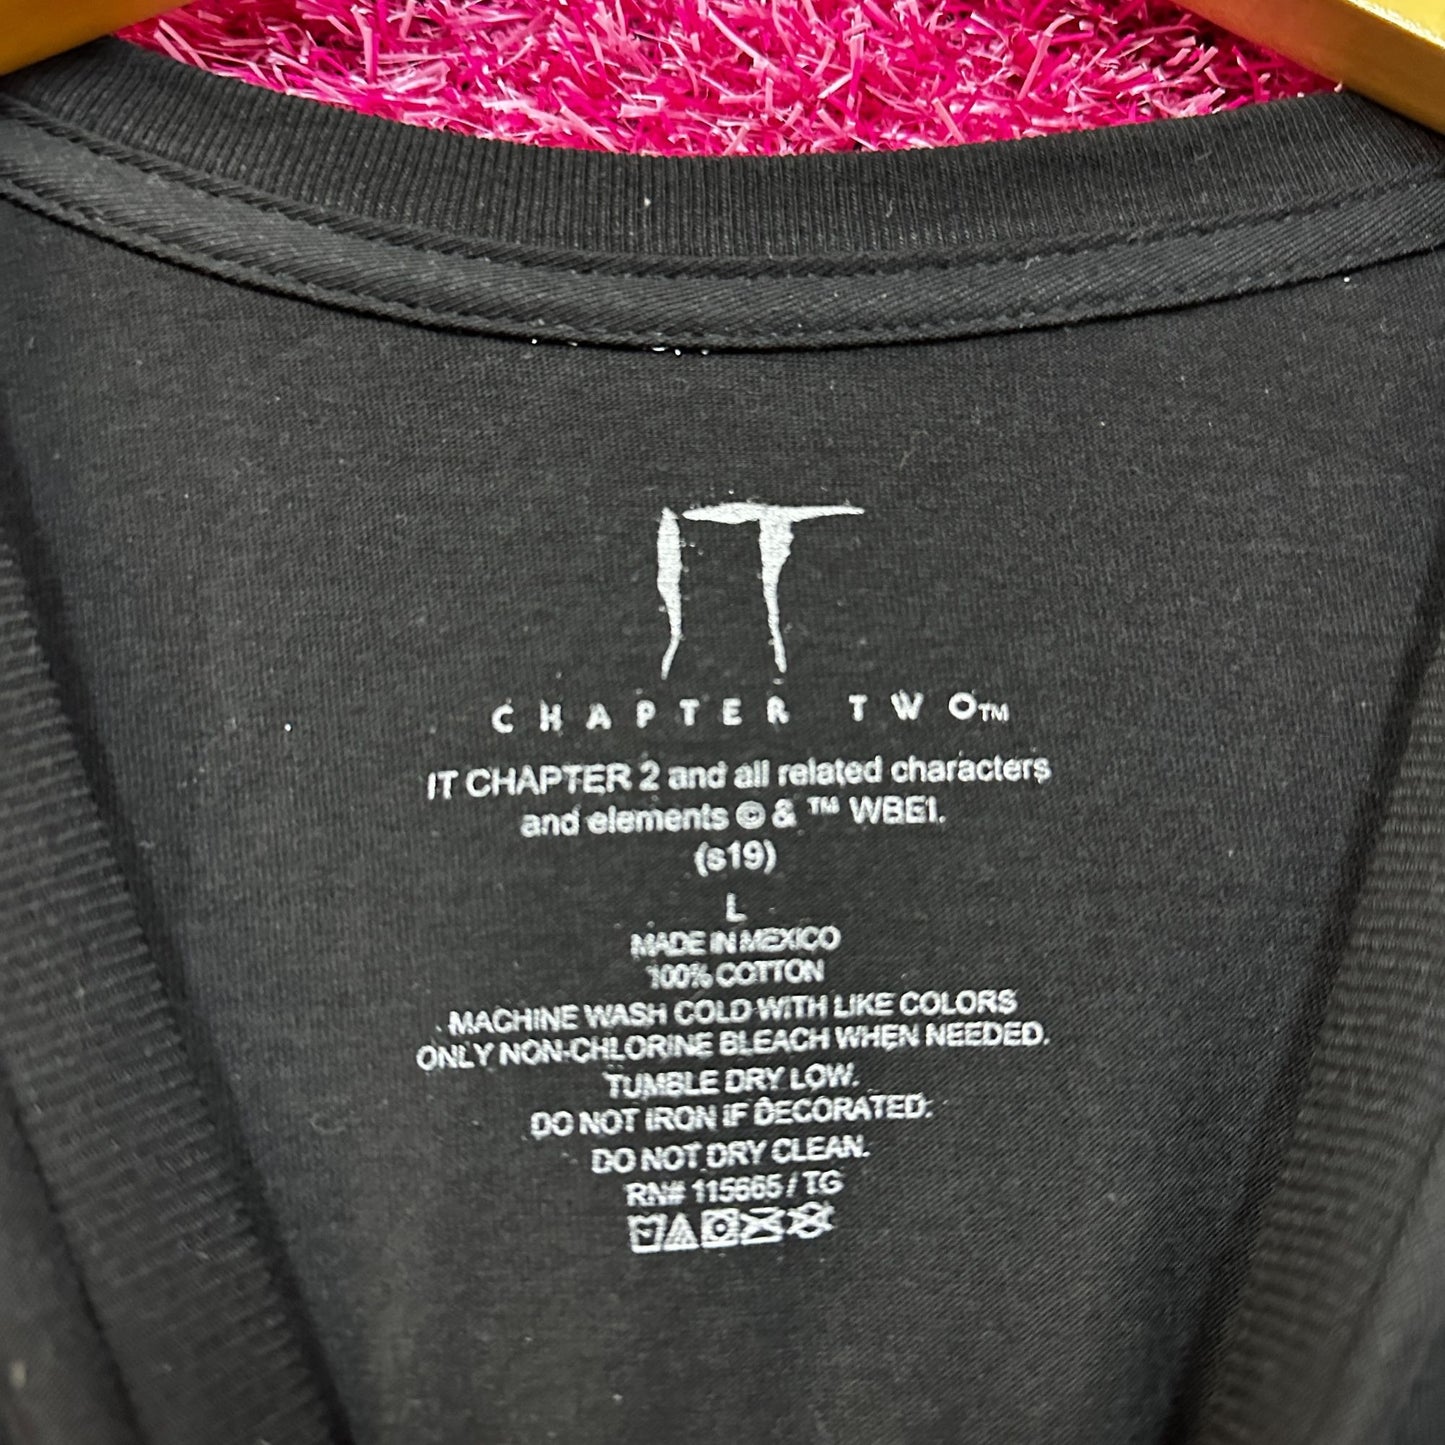 IT
CHAPTER TWO™
IT CHAPTER 2 and all related characters
and elements © & ™ WBEI.
(s19)
L
MADE IN MEXICO
100% COTTON
MACHINE WASH COLD WITH LIKE COLORS
ONLY NON-CHLORINE BLEACH WHEN NEEDED.
TUMBLE DRY LOW.
DO NOT IRON IF DECORATED.
DO NOT DRY CLEAN.
RN# 115665 / TG